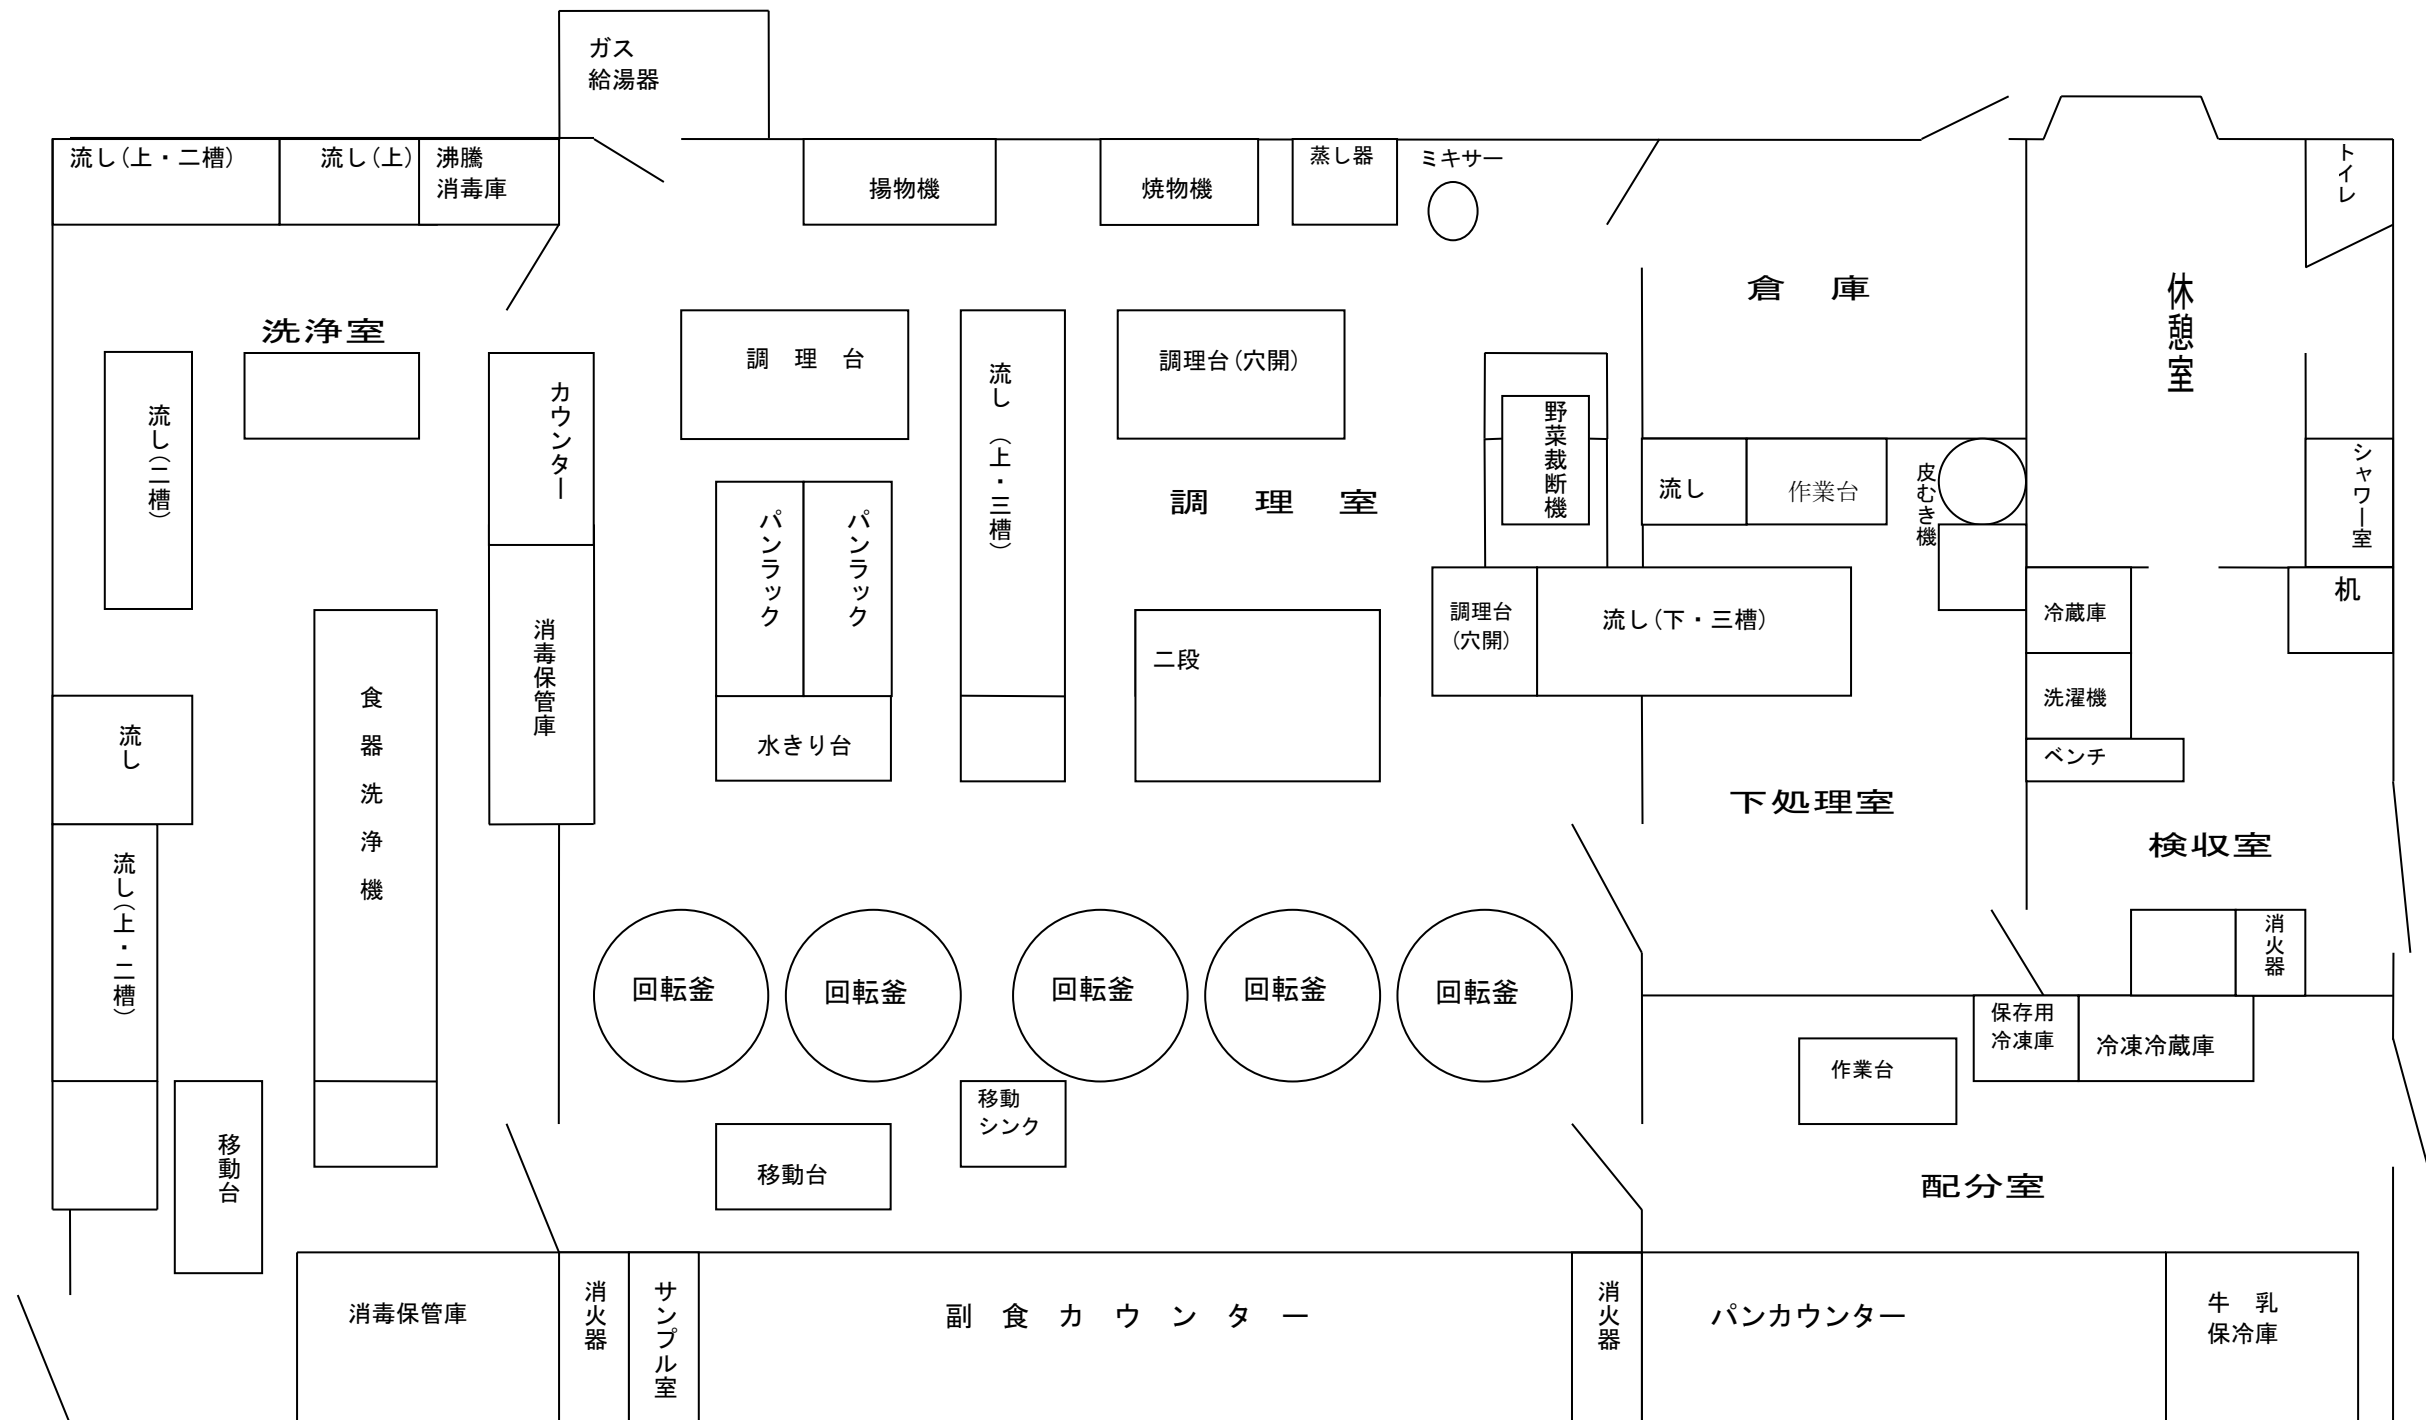 ガス
給湯器
流し(上・二槽)
流し(上)
沸騰
消毒庫
揚物機
焼物機
蒸し器
ミキサー
トイレ
倉　庫
休憩室
洗浄室
調　理　台
流し（上・三槽）
調理台(穴開)
カウンター
流し(二槽)
野菜裁断機
流し
作業台
皮むき機
シャワー室
調　理　室
パンラック
パンラック
机
冷蔵庫
調理台
(穴開)
流し(下・三槽)
消毒保管庫
二段
洗濯機
食器洗浄機
流し
水きり台
ベンチ
下処理室
検収室
流し(上・二槽)
消火器
回転釜
回転釜
回転釜
回転釜
回転釜
保存用
冷凍庫
冷凍冷蔵庫
作業台
移動
シンク
移動台
移動台
配分室
消毒保管庫
消火器
サンプル室
副　食　カ　ウ　ン　タ　ー
消火器
パンカウンター
牛　乳
保冷庫